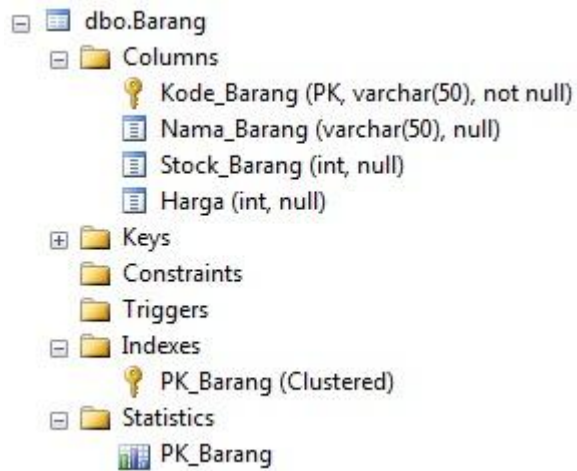 dbo.Barang
Columns
Kode_Barang (PK, varchar(50), not null)
Nama_Barang (varchar(50), null)
Stock_Barang (int, null)
Harga (int, null)
Keys
Constraints
Triggers
Indexes
PK_Barang (Clustered)
Statistics
PK_Barang